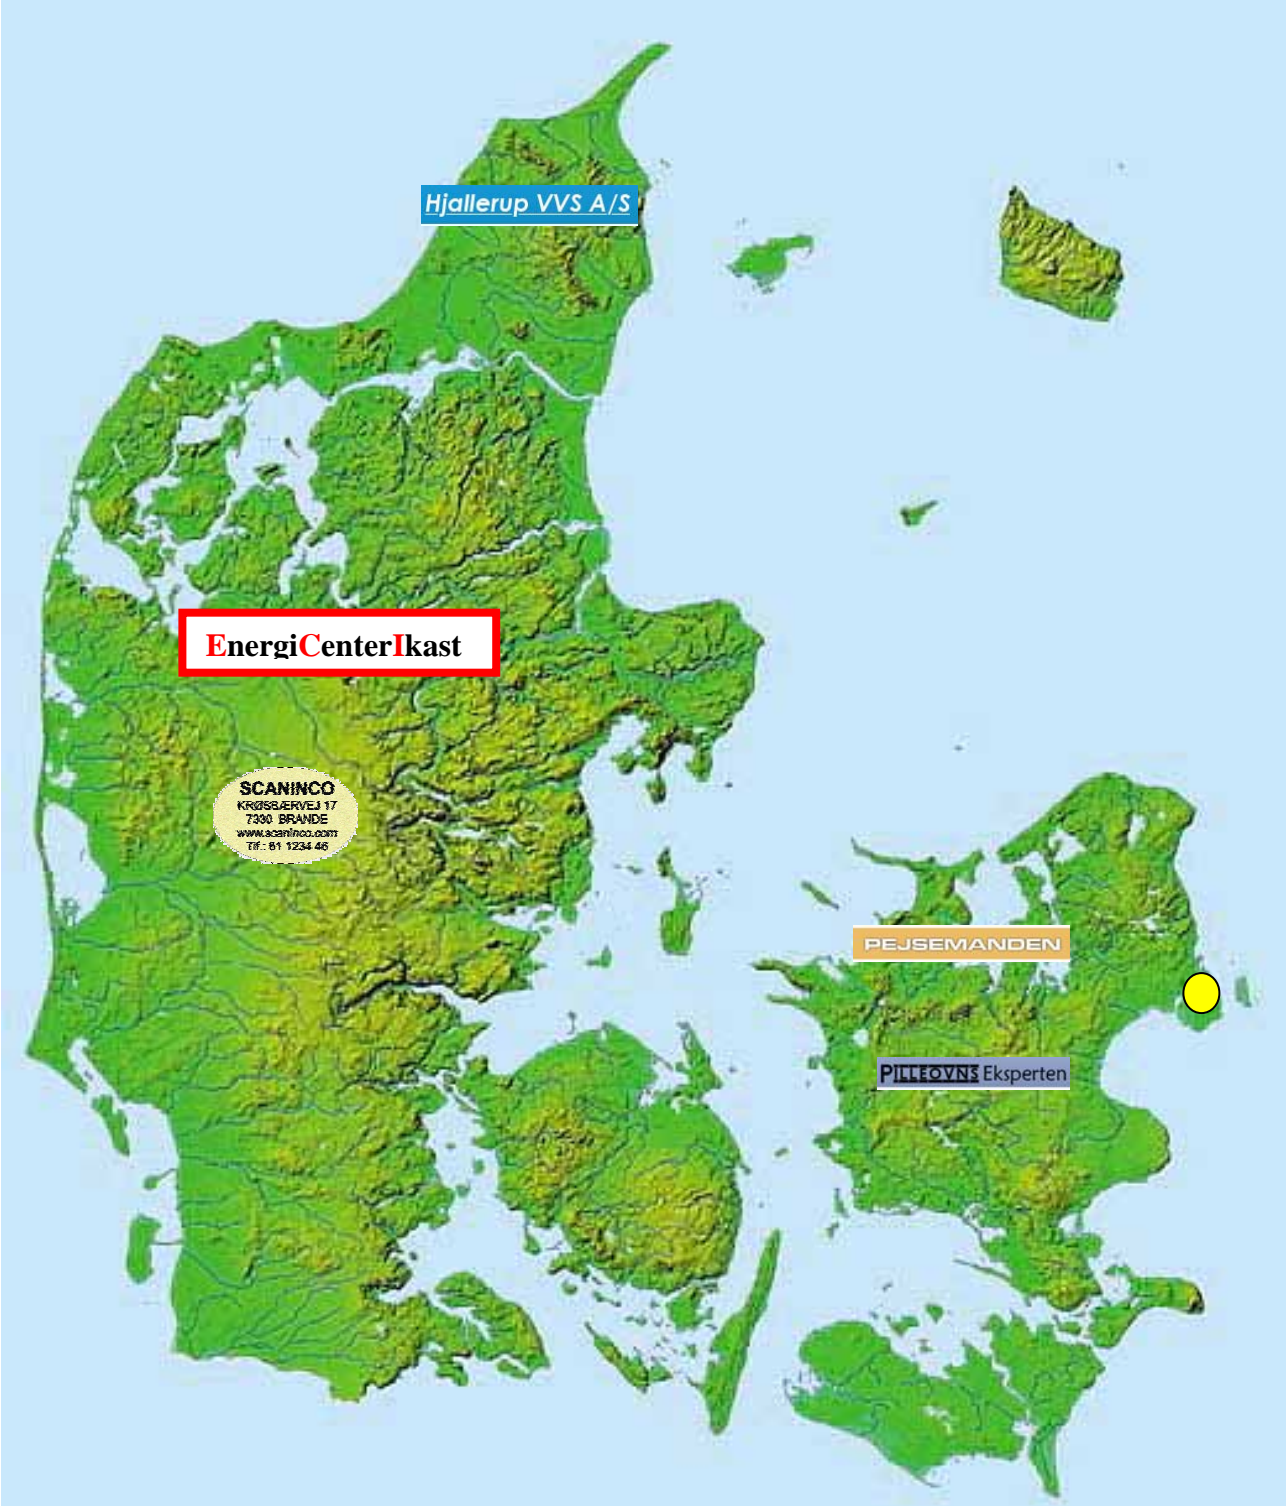 Hjallerup VVS A/S
EnergiCenterIkast
SCANINCO
KRØSBÆRVEJ 17
7330 BRANDE
www.scaninco.com
Tlf.: 61 1234 46
PEJSEMANDEN
PILLEOVNS Eksperten